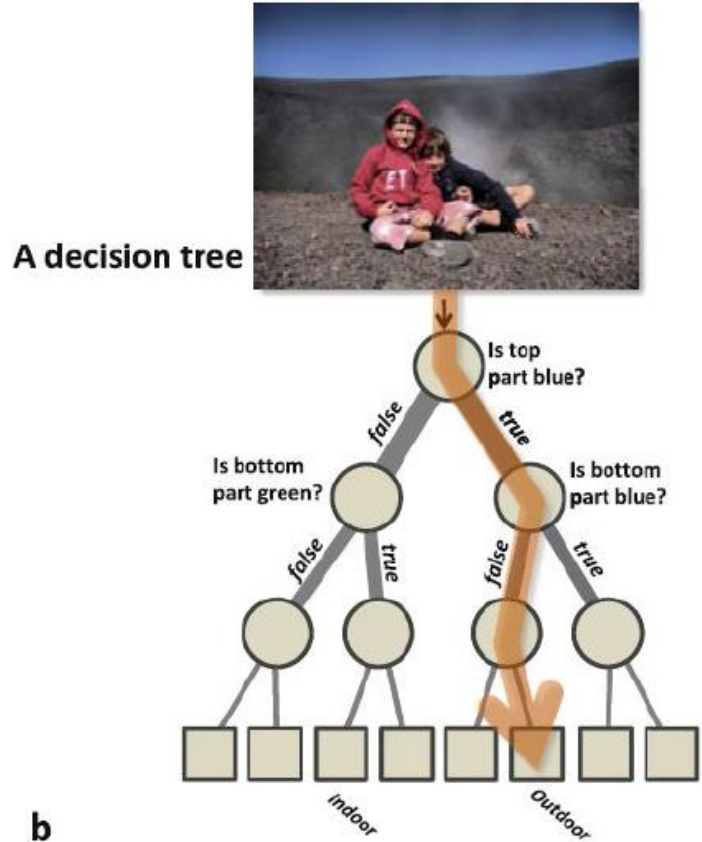 ET
A decision tree
Is top
part blue?
false
true
Is bottom
part green?
Is bottom
part blue?
false
true
false
true
Indoor
Outdoor
b